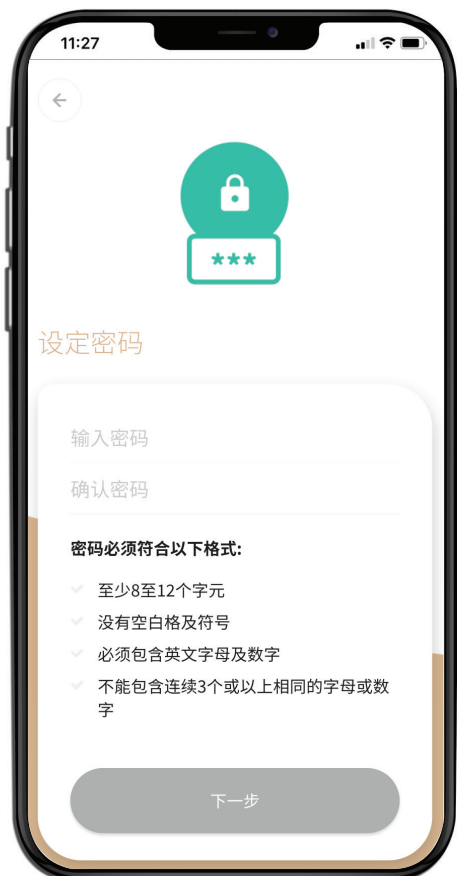 11:27
***
设定密码
输入密码
确认密码
密码必须符合以下格式:
至少8至12个字元
没有空白格及符号
必须包含英文字母及数字
不能包含连续3个或以上相同的字母或数
字
下一步